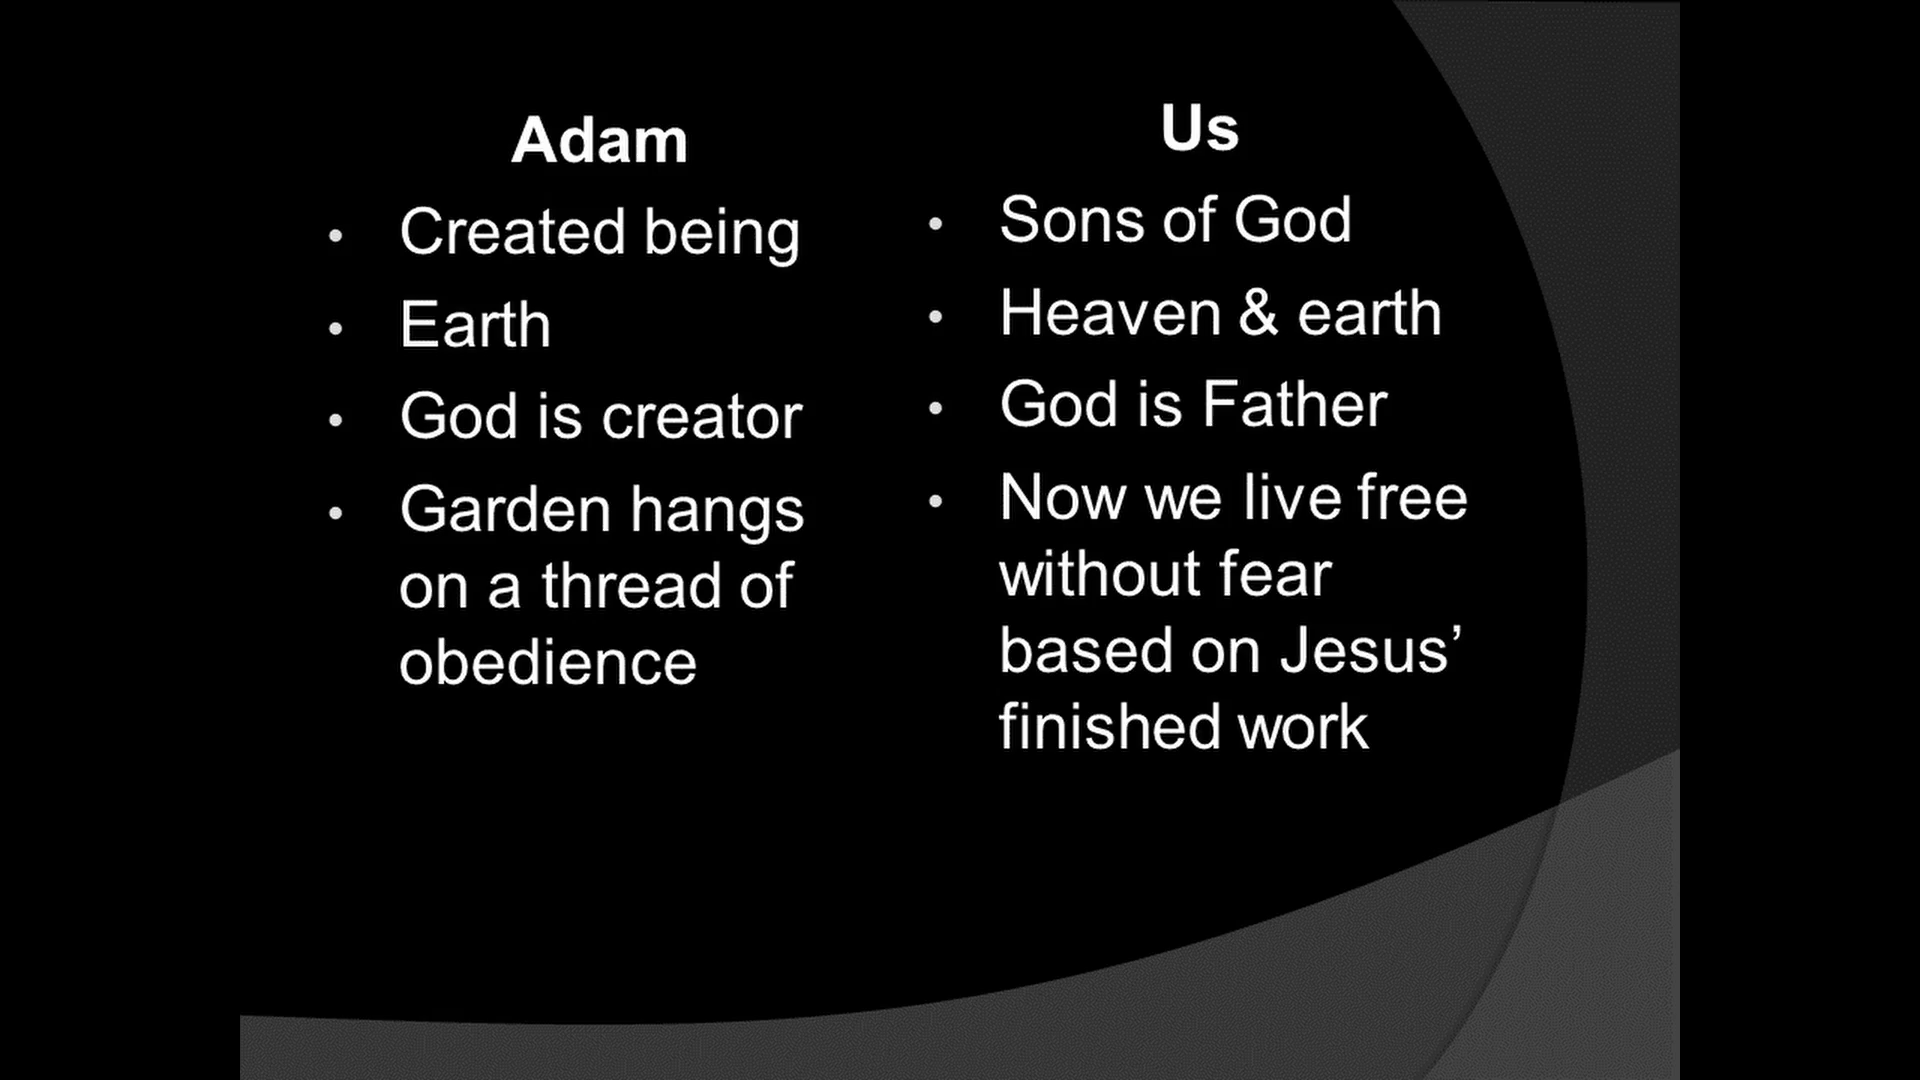 Adam
• Created being
• Earth
• God is creator
• Garden hangs
on a thread of
obedience
Us
• Sons of God
• Heaven & earth
• God is Father
• Now we live free
without fear
based on Jesus’
finished work